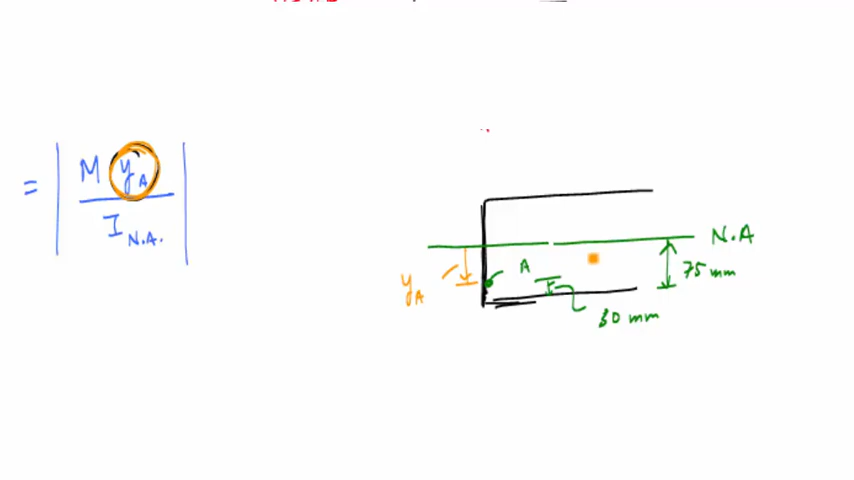 = | M y_A / I_N.A. |
N.A
A
75 mm
y_A
30 mm